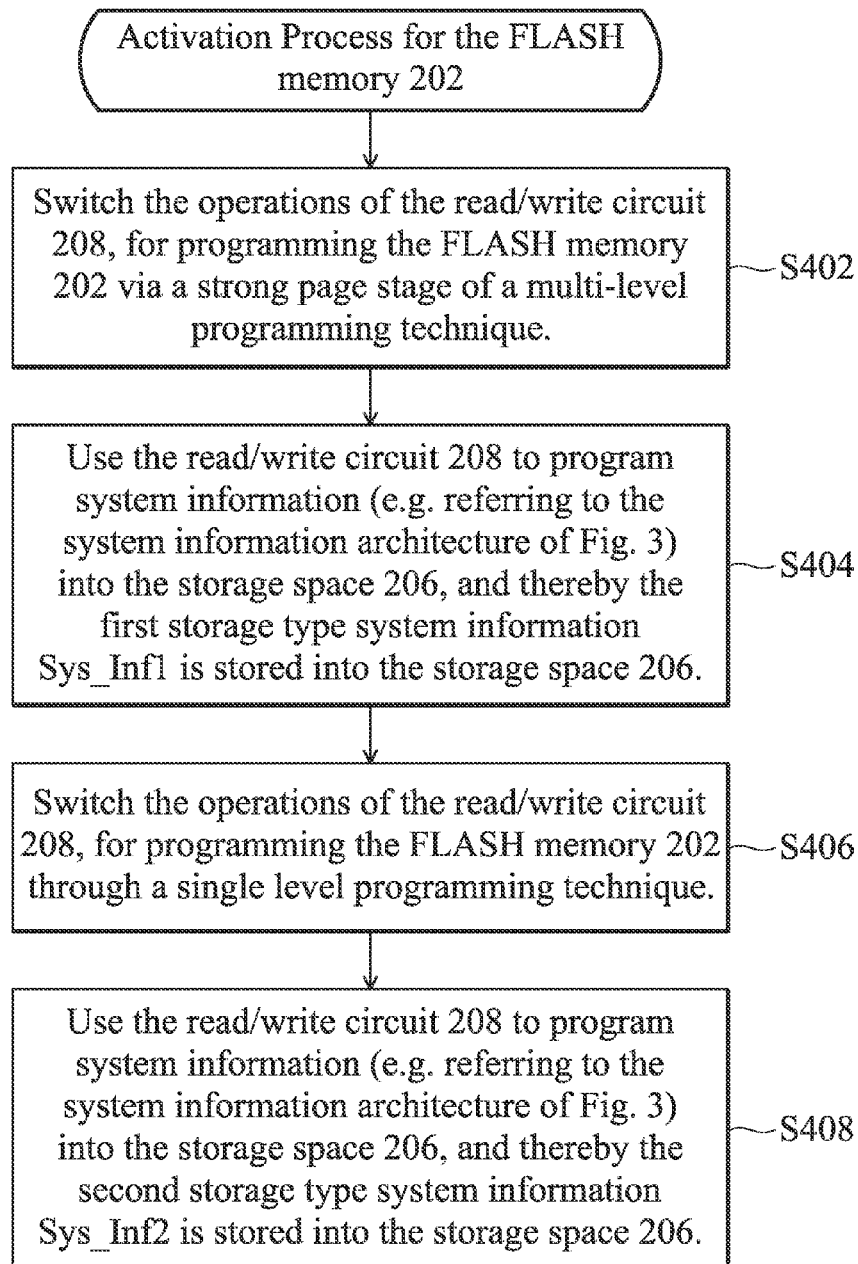 Activation Process for the FLASH
memory 202
Switch the operations of the read/write circuit
208, for programming the FLASH memory
202 via a strong page stage of a multi-level
programming technique.
S402
Use the read/write circuit 208 to program
system information (e.g. referring to the
system information architecture of Fig. 3)
into the storage space 206, and thereby the
first storage type system information
Sys_Inf1 is stored into the storage space 206.
S404
Switch the operations of the read/write circuit
208, for programming the FLASH memory 202
through a single level programming technique.
S406
Use the read/write circuit 208 to program
system information (e.g. referring to the
system information architecture of Fig. 3)
into the storage space 206, and thereby the
second storage type system information
Sys_Inf2 is stored into the storage space 206.
S408